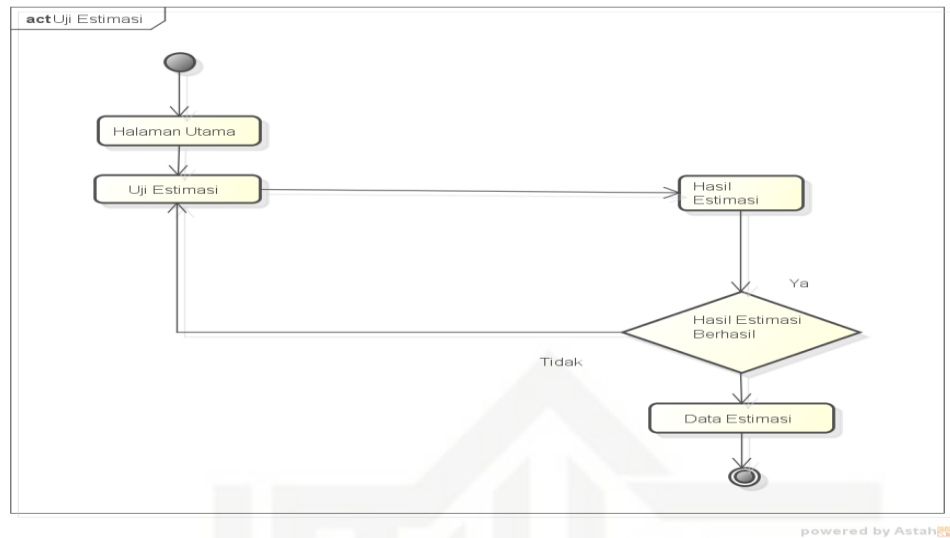 act Uji Estimasi
Halaman Utama
Uji Estimasi
Hasil
Estimasi
Ya
Hasil Estimasi
Berhasil
Tidak
Data Estimasi
powered by Astah